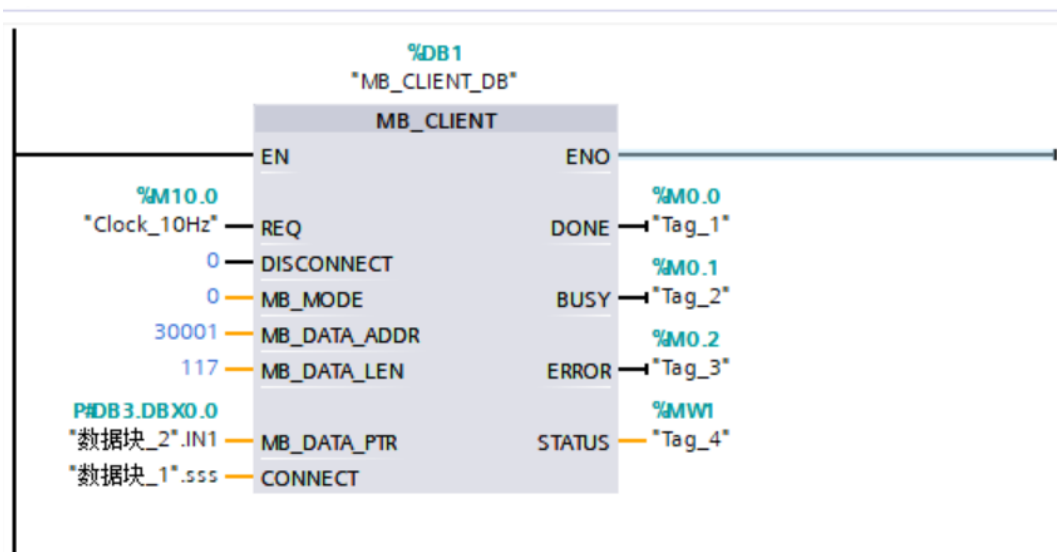 %DB1
"MB_CLIENT_DB"
MB_CLIENT
EN ENO
%M10.0 %M0.0
"Clock_10Hz" REQ DONE "Tag_1"
0 DISCONNECT %M0.1
0 MB_MODE BUSY "Tag_2"
30001 MB_DATA_ADDR %M0.2
117 MB_DATA_LEN ERROR "Tag_3"
P#DB3.DBX0.0 %MW1
"数据块_2".IN1 MB_DATA_PTR STATUS "Tag_4"
"数据块_1".sss CONNECT